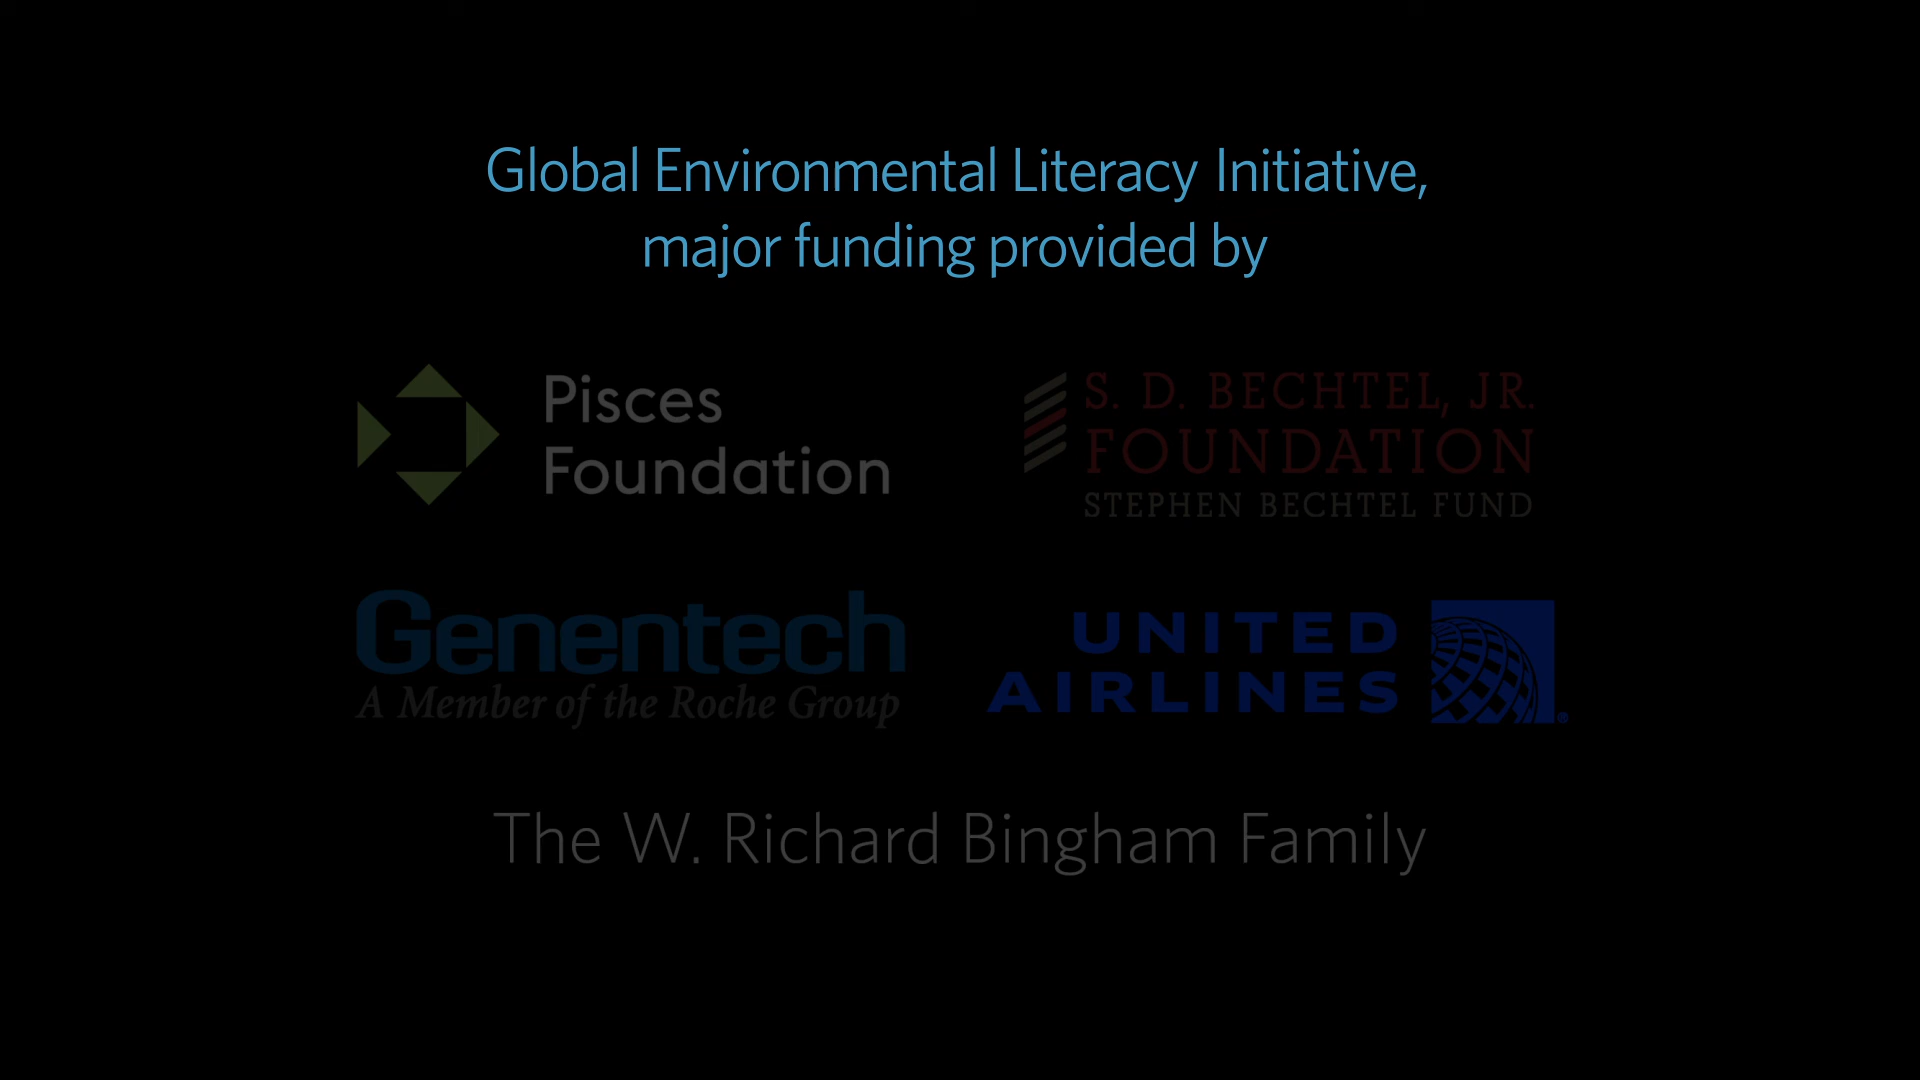 Global Environmental Literacy Initiative,
major funding provided by
Pisces
Foundation
S. D. BECHTEL, JR.
FOUNDATION
STEPHEN BECHTEL FUND
Genentech
A Member of the Roche Group
UNITED
AIRLINES
®
The W. Richard Bingham Family